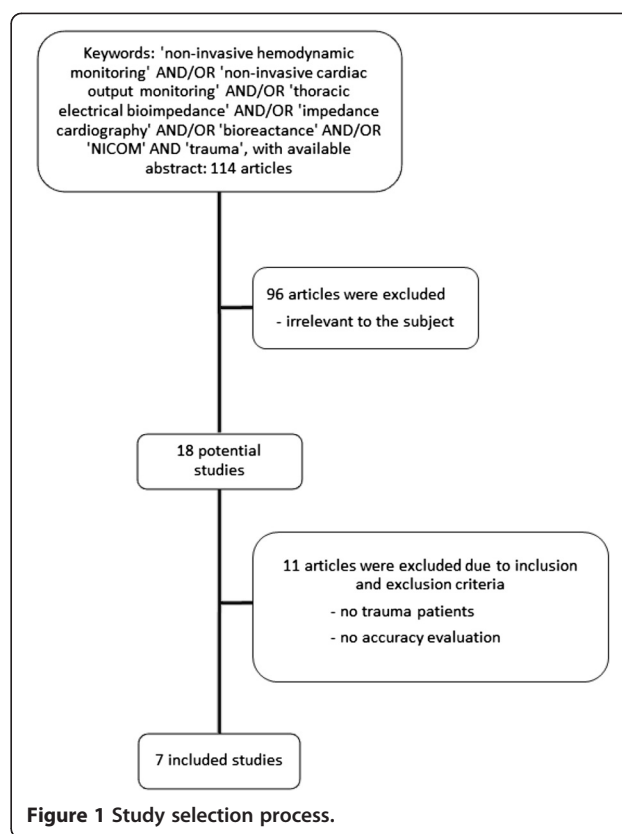 Keywords: 'non-invasive hemodynamic
monitoring' AND/OR 'non-invasive cardiac
output monitoring' AND/OR 'thoracic
electrical bioimpedance' AND/OR 'impedance
cardiography' AND/OR 'bioreactance' AND/OR
'NICOM' AND 'trauma', with available
abstract: 114 articles
96 articles were excluded
- irrelevant to the subject
18 potential
studies
11 articles were excluded due to inclusion
and exclusion criteria
- no trauma patients
- no accuracy evaluation
7 included studies
Figure 1 Study selection process.